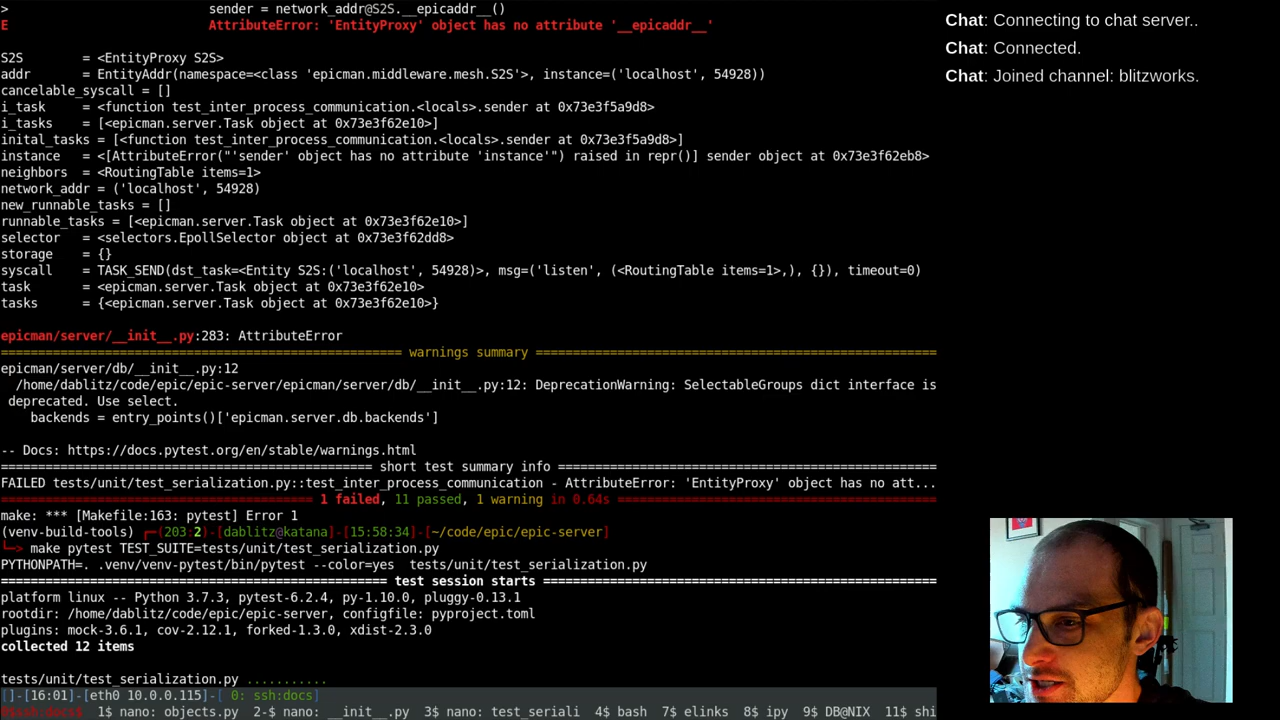 >                      sender = network_addr@S2S.__epicaddr__()
E                      AttributeError: 'EntityProxy' object has no attribute '__epicaddr__'
S2S        = <EntityProxy S2S>
addr       = EntityAddr(namespace=<class 'epicman.middleware.mesh.S2S'>, instance=('localhost', 54928))
cancelable_syscall = []
i_task     = <function test_inter_process_communication.<locals>.sender at 0x73e3f5a9d8>
i_tasks    = [<epicman.server.Task object at 0x73e3f62e10>]
inital_tasks = [<function test_inter_process_communication.<locals>.sender at 0x73e3f5a9d8>]
instance   = <[AttributeError("'sender' object has no attribute 'instance'") raised in repr()] sender object at 0x73e3f62eb8>
neighbors  = <RoutingTable items=1>
network_addr = ('localhost', 54928)
new_runnable_tasks = []
runnable_tasks = [<epicman.server.Task object at 0x73e3f62e10>]
selector   = <selectors.EpollSelector object at 0x73e3f62dd8>
storage    = {}
syscall    = TASK_SEND(dst_task=<Entity S2S:('localhost', 54928)>, msg=('listen', (<RoutingTable items=1>,), {}), timeout=0)
task       = <epicman.server.Task object at 0x73e3f62e10>
tasks      = {<epicman.server.Task object at 0x73e3f62e10>}
epicman/server/__init__.py:283: AttributeError
================================================ warnings summary ================================================
epicman/server/db/__init__.py:12
  /home/dablitz/code/epic/epic-server/epicman/server/db/__init__.py:12: DeprecationWarning: SelectableGroups dict interface is
 deprecated. Use select.
    backends = entry_points()['epicman.server.db.backends']
-- Docs: https://docs.pytest.org/en/stable/warnings.html
============================================= short test summary info =============================================
FAILED tests/unit/test_serialization.py::test_inter_process_communication - AttributeError: 'EntityProxy' object has no att...
====================================== 1 failed, 11 passed, 1 warning in 0.64s ======================================
make: *** [Makefile:163: pytest] Error 1
(venv-build-tools) ┌─(203:2)-[dablitz@katana]-[15:58:34]-[~/code/epic/epic-server]
└─> make pytest TEST_SUITE=tests/unit/test_serialization.py
PYTHONPATH=. .venv/venv-pytest/bin/pytest --color=yes  tests/unit/test_serialization.py
=============================================== test session starts ===============================================
platform linux -- Python 3.7.3, pytest-6.2.4, py-1.10.0, pluggy-0.13.1
rootdir: /home/dablitz/code/epic/epic-server, configfile: pyproject.toml
plugins: mock-3.6.1, cov-2.12.1, forked-1.3.0, xdist-2.3.0
collected 12 items
tests/unit/test_serialization.py ...........
[]-[16:01]-[eth0 10.0.0.115]-[ 0: ssh:docs]
0$ssh:docs  1$ nano: objects.py  2-$ nano: __init__.py  3$ nano: test_seriali  4$ bash  7$ elinks  8$ ipy  9$ DB@NIX  11$ shi
Chat: Connecting to chat server..
Chat: Connected.
Chat: Joined channel: blitzworks.